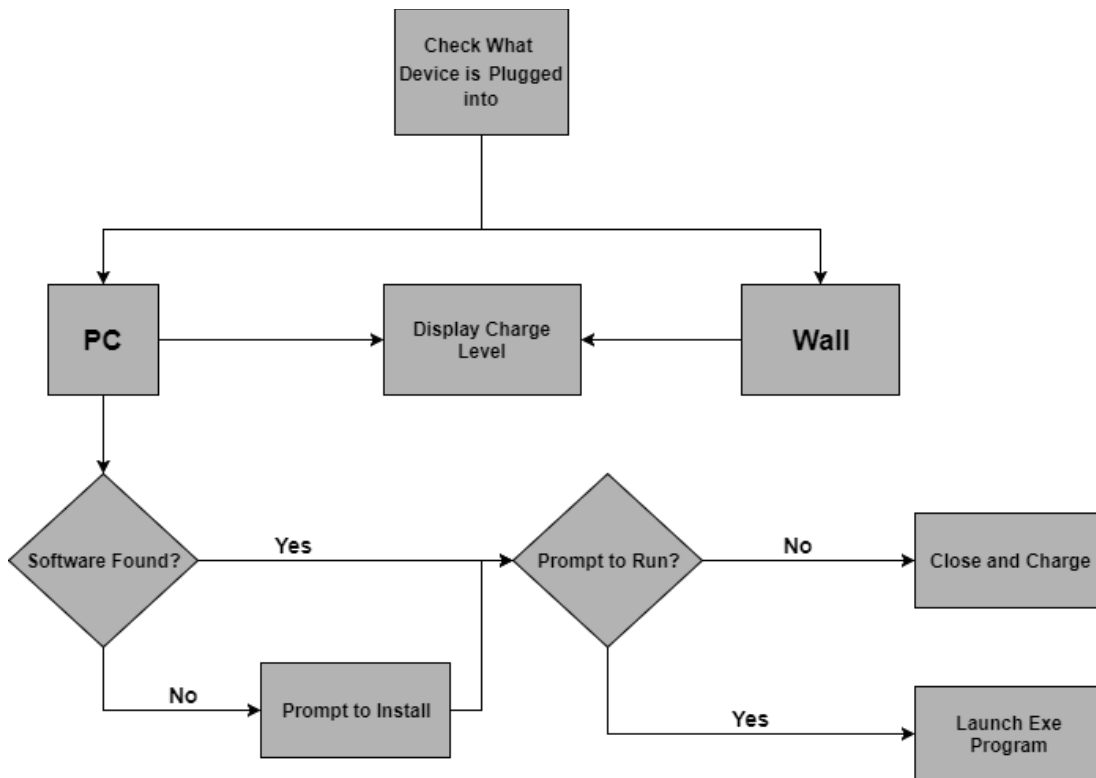 Check What
Device is Plugged
into
PC
Display Charge
Level
Wall
Software Found?
Yes
Prompt to Run?
No
Close and Charge
No
Prompt to Install
Yes
Launch Exe
Program